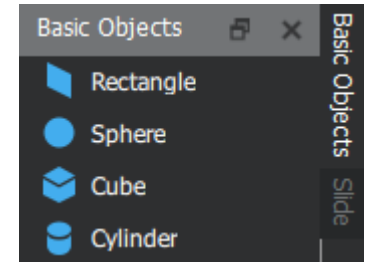 Basic Objects
Rectangle
Sphere
Cube
Cylinder
Basic Objects
Slide